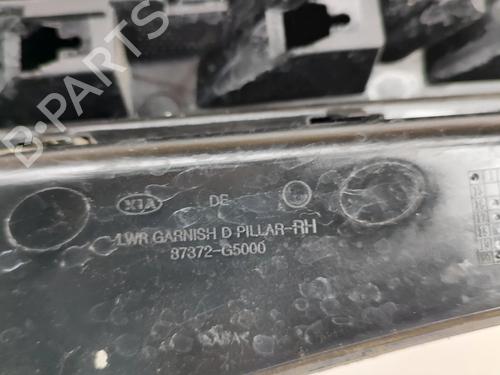 B-PARTS
KIA DE
LWR GARNISH D PILLAR-RH
87372-G5000